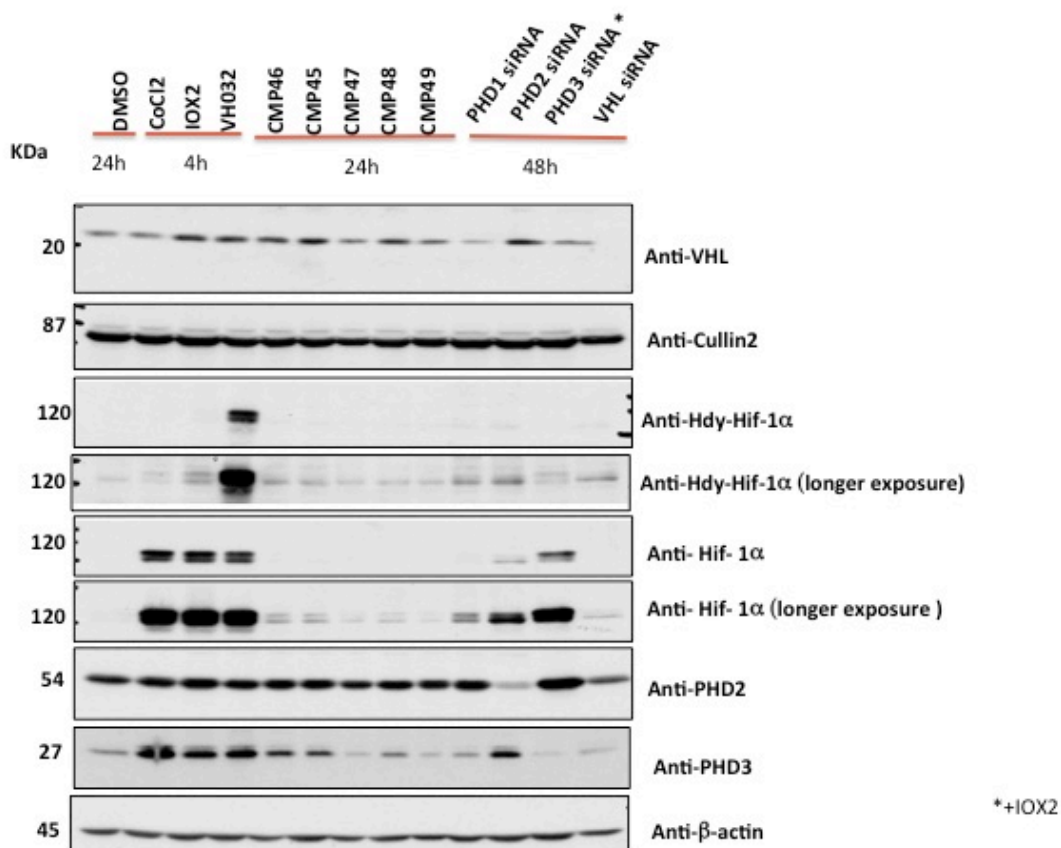 DMSO
CoCl2
IOX2
VH032
CMP46
CMP45
CMP47
CMP48
CMP49
PHD1 siRNA
PHD2 siRNA
PHD3 siRNA *
VHL siRNA
KDa
24h 4h 24h 48h
20 Anti-VHL
87 Anti-Cullin2
120 Anti-Hdy-Hif-1α
120 Anti-Hdy-Hif-1α (longer exposure)
120 Anti- Hif- 1α
120 Anti- Hif- 1α (longer exposure )
54 Anti-PHD2
27 Anti-PHD3
*+IOX2
45 Anti-β-actin